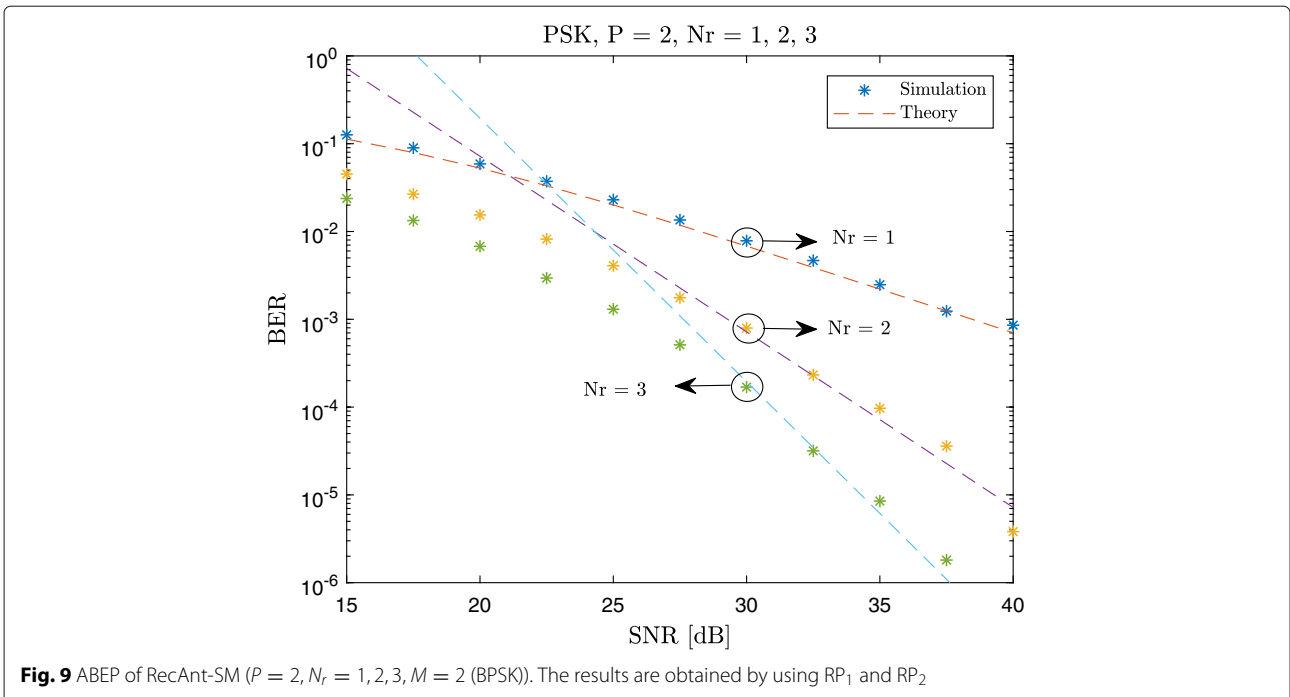 PSK, P = 2, Nr = 1, 2, 3
10^0
10^-1
10^-2
10^-3
10^-4
10^-5
10^-6
BER
Simulation
Theory
Nr = 1
Nr = 2
Nr = 3
15 20 25 30 35 40
SNR [dB]
Fig. 9 ABEP of RecAnt-SM (P = 2, N_r = 1, 2, 3, M = 2 (BPSK)). The results are obtained by using RP_1 and RP_2